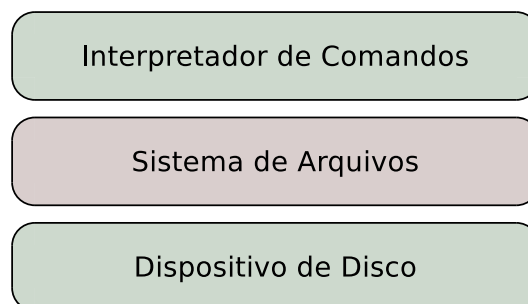 Interpretador de Comandos
Sistema de Arquivos
Dispositivo de Disco